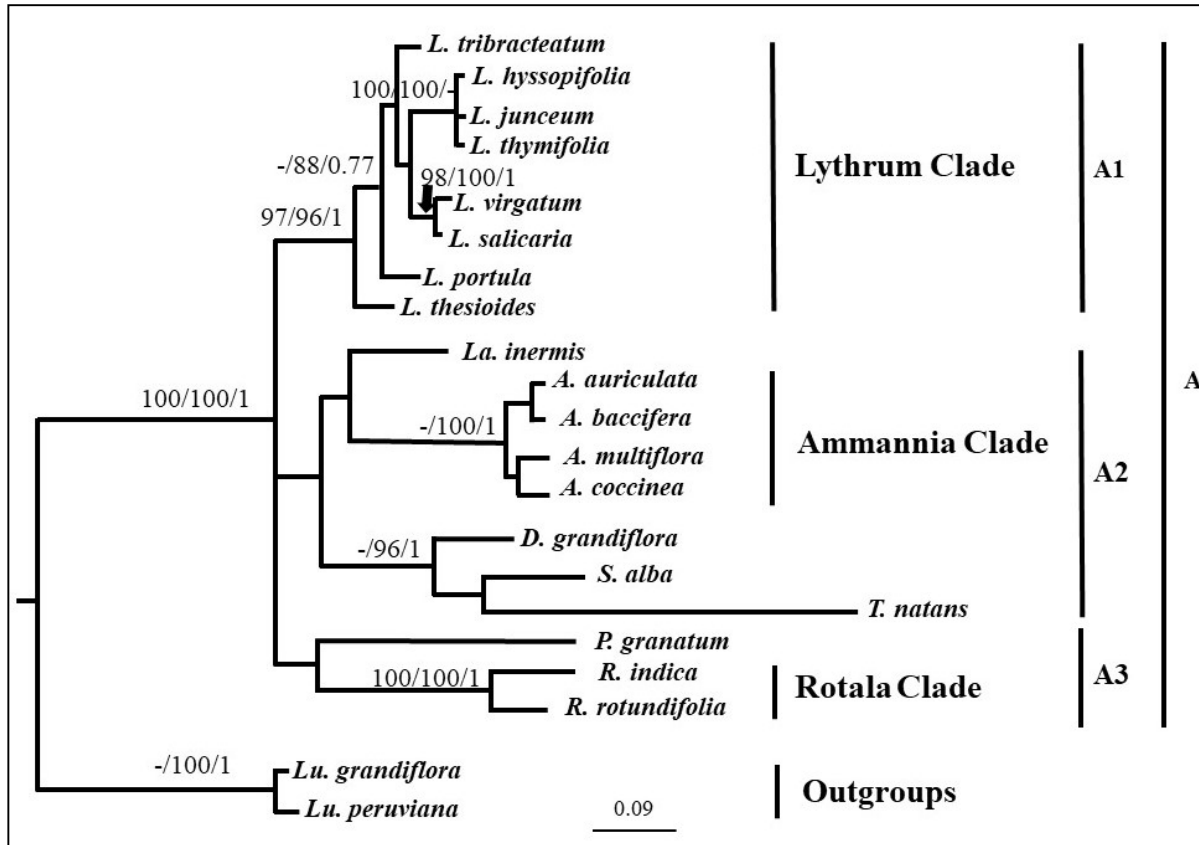 L. tribracteatum
L. hyssopifolia
100/100/-
L. junceum
L. thymifolia
-/88/0.77
Lythrum Clade
A1
98/100/1
L. virgatum
97/96/1
L. salicaria
L. portula
L. thesioides
La. inermis
A. auriculata
A
100/100/1
A. baccifera
-/100/1
Ammannia Clade
A. multiflora
A2
A. coccinea
D. grandiflora
-/96/1
S. alba
T. natans
P. granatum
R. indica
100/100/1
Rotala Clade
A3
R. rotundifolia
-/100/1
Lu. grandiflora
Outgroups
Lu. peruviana
0.09